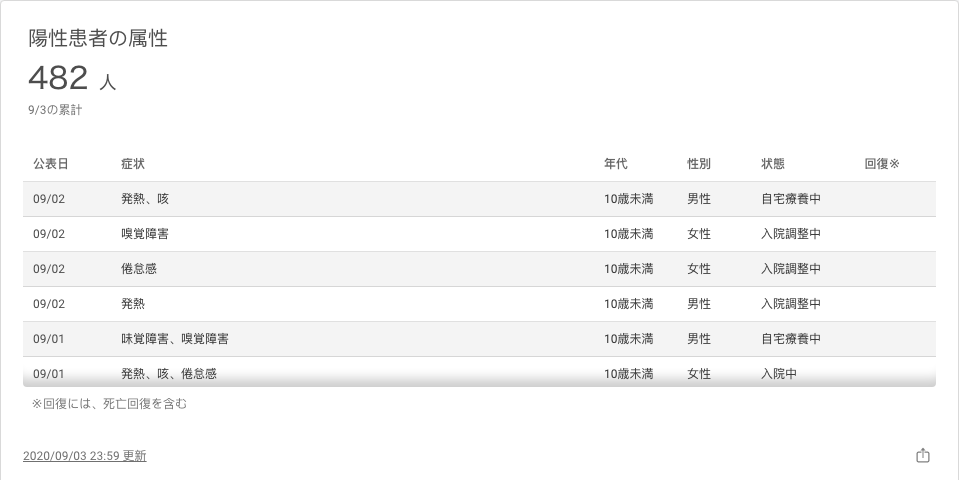 陽性患者の属性
482 人
9/3の累計
公表日 症状 年代 性別 状態 回復※
09/02 発熱、咳 10歳未満 男性 自宅療養中
09/02 嗅覚障害 10歳未満 女性 入院調整中
09/02 倦怠感 10歳未満 女性 入院調整中
09/02 発熱 10歳未満 男性 入院調整中
09/01 味覚障害、嗅覚障害 10歳未満 男性 自宅療養中
09/01 発熱、咳、倦怠感 10歳未満 女性 入院中
※回復には、死亡回復を含む
2020/09/03 23:59 更新